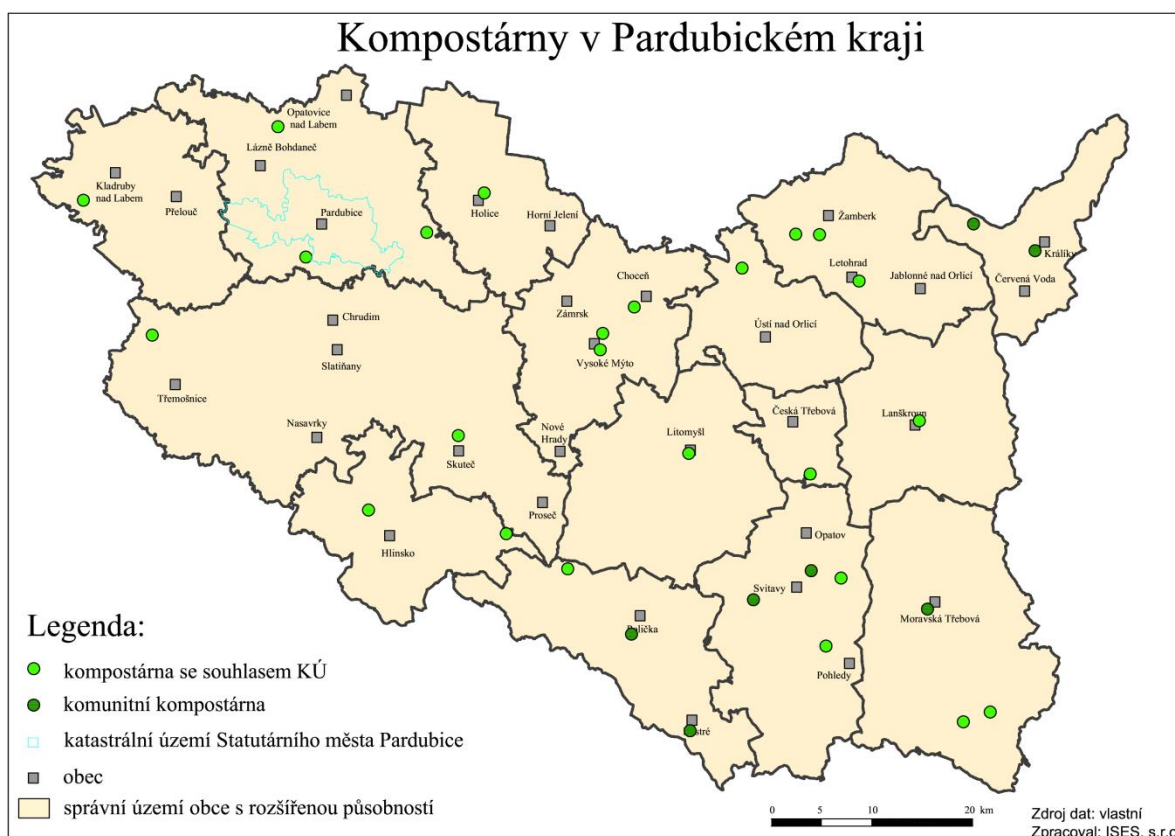 Kompostárny v Pardubickém kraji
Opatovice
nad Labem
Lázně Bohdaneč
Kladruby
nad Labem
Přelouč
Pardubice
Holice
Horní Jelení
Žamberk
Králíky
Letohrad
Jablonné nad Orlicí
Červená Voda
Choceň
Zámrsk
Chrudim
Ústí nad Orlicí
Slatiňany
Vysoké Mýto
Třemošnice
Česká Třebová
Lanškroun
Nasavrky
Nové
Hrady
Litomyšl
Skuteč
Proseč
Opatov
Hlinsko
Svitavy
Moravská Třebová
Polička
Pohledy
Legenda:
kompostárna se souhlasem KÚ
komunitní kompostárna
katastrální území Statutárního města Pardubice
obec
správní území obce s rozšířenou působností
0 5 10 20 km
Zdroj dat: vlastní
Zpracoval: ISES, s.r.o